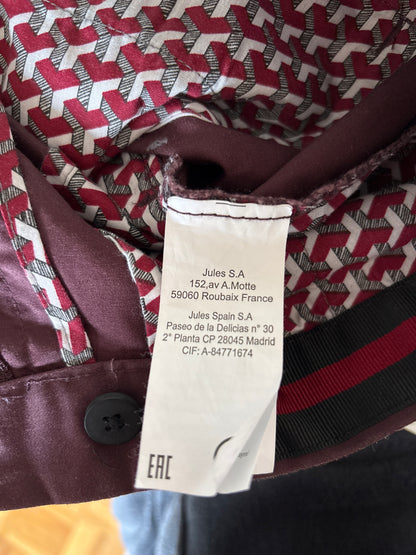 Jules S.A
152,av A.Motte
59060 Roubaix France
Jules Spain S.A
Paseo de la Delicias n° 30
2° Planta CP 28045 Madrid
CIF: A-84771674
EAC